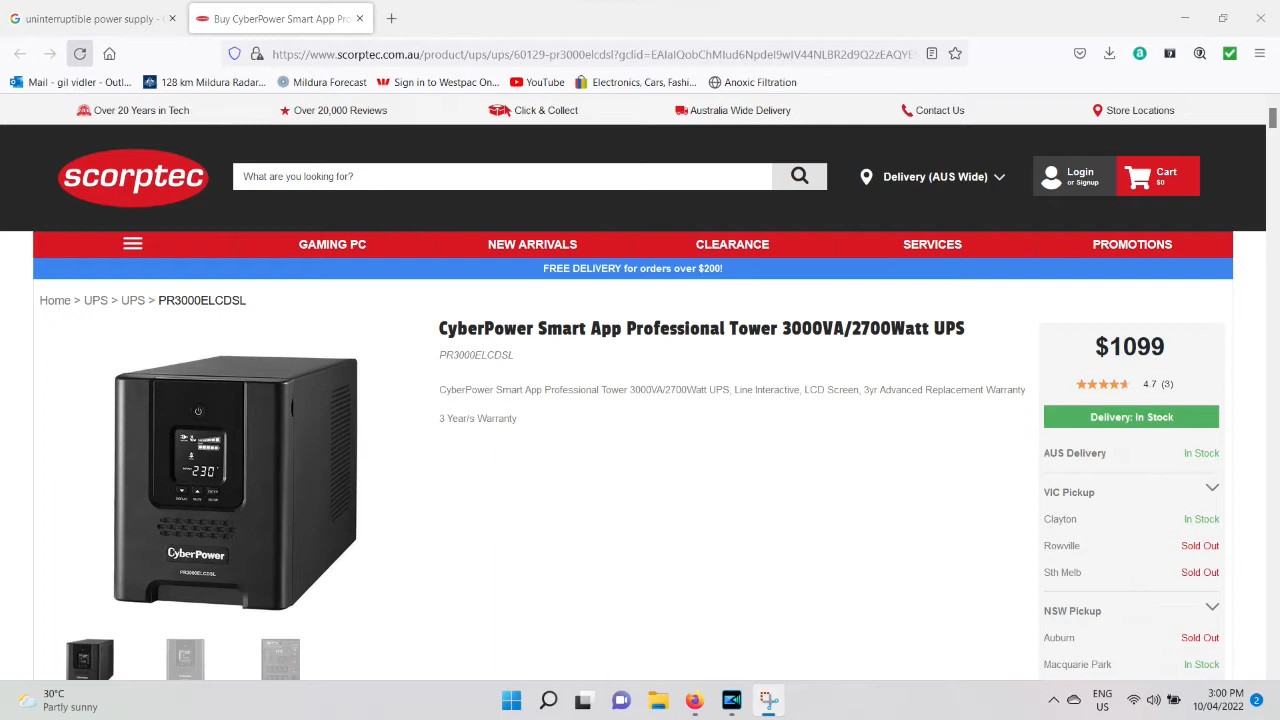 uninterruptible power supply - 
Buy CyberPower Smart App Pro
https://www.scorptec.com.au/product/ups/ups/60129-pr3000elcdsl?gclid=EAIaIQobChMIud6NpdeI9wIV44NLBR2d9Q2zEAQYES
Mail - gil vidler - Outl...
128 km Mildura Radar...
Mildura Forecast
Sign in to Westpac On...
YouTube
Electronics, Cars, Fashi...
Anoxic Filtration
Over 20 Years in Tech
Over 20,000 Reviews
Click & Collect
Australia Wide Delivery
Contact Us
Store Locations
scorptec
What are you looking for?
Delivery (AUS Wide)
Login
or Signup
Cart
$0
GAMING PC
NEW ARRIVALS
CLEARANCE
SERVICES
PROMOTIONS
FREE DELIVERY for orders over $200!
Home > UPS > UPS > PR3000ELCDSL
CyberPower Smart App Professional Tower 3000VA/2700Watt UPS
PR3000ELCDSL
CyberPower Smart App Professional Tower 3000VA/2700Watt UPS, Line Interactive, LCD Screen, 3yr Advanced Replacement Warranty
3 Year/s Warranty
230
CyberPower
PR3000ELCDSL
$1099
4.7 (3)
Delivery: In Stock
AUS Delivery In Stock
VIC Pickup
Clayton In Stock
Rowville Sold Out
Sth Melb Sold Out
NSW Pickup
Auburn Sold Out
Macquarie Park In Stock
30°C
Partly sunny
ENG
US
3:00 PM
10/04/2022
2